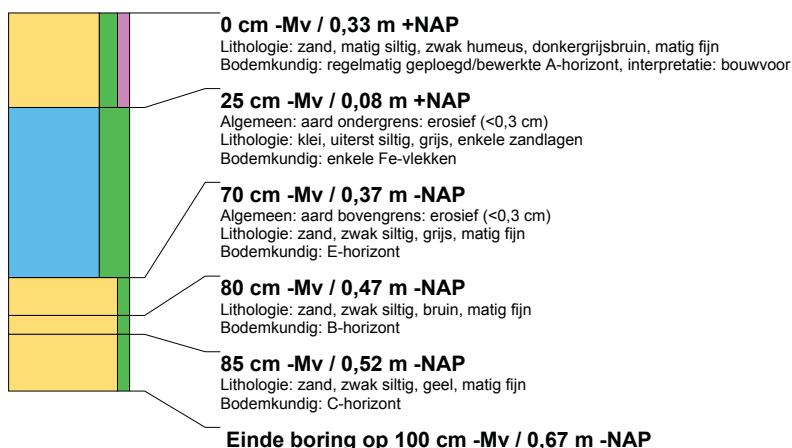 0 cm -Mv / 0,33 m +NAP
Lithologie: zand, matig siltig, zwak humeus, donkergrijsbruin, matig fijn
Bodemkundig: regelmatig geploegd/bewerkte A-horizont, interpretatie: bouwvoor
25 cm -Mv / 0,08 m +NAP
Algemeen: aard ondergrens: erosief (<0,3 cm)
Lithologie: klei, uiterst siltig, grijs, enkele zandlagen
Bodemkundig: enkele Fe-vlekken
70 cm -Mv / 0,37 m -NAP
Algemeen: aard bovengrens: erosief (<0,3 cm)
Lithologie: zand, zwak siltig, grijs, matig fijn
Bodemkundig: E-horizont
80 cm -Mv / 0,47 m -NAP
Lithologie: zand, zwak siltig, bruin, matig fijn
Bodemkundig: B-horizont
85 cm -Mv / 0,52 m -NAP
Lithologie: zand, zwak siltig, geel, matig fijn
Bodemkundig: C-horizont
Einde boring op 100 cm -Mv / 0,67 m -NAP